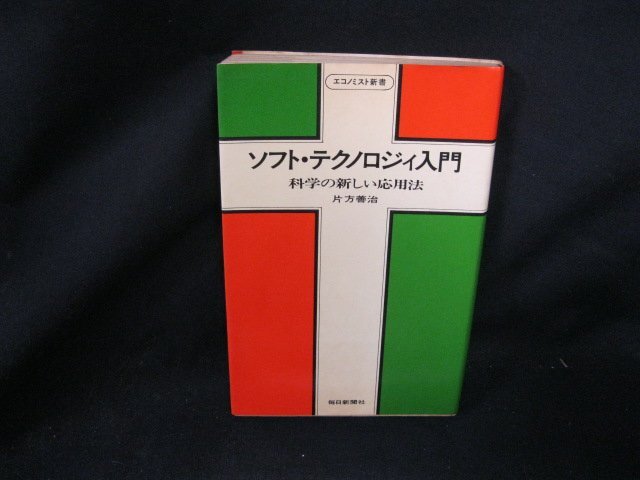 エコノミスト新書
ソフト・テクノロジィ入門
科学の新しい応用法
片方善治
毎日新聞社